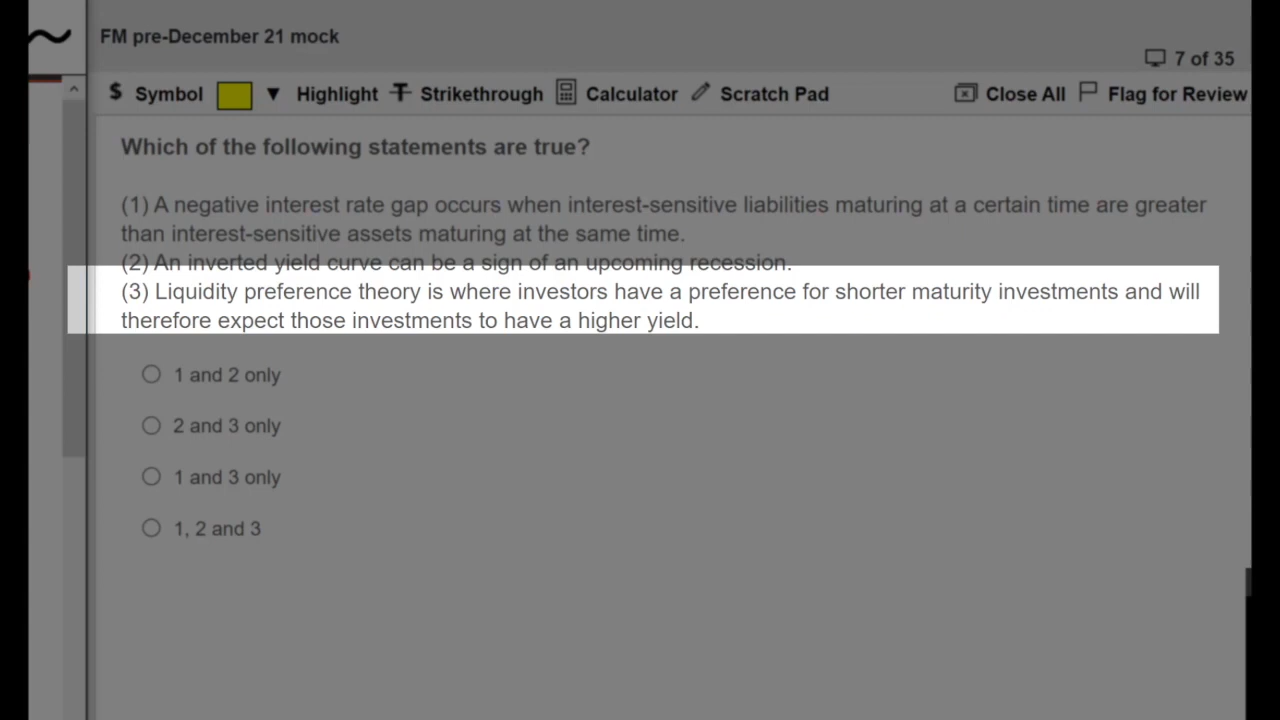 FM pre-December 21 mock
7 of 35
$ Symbol ▼ Highlight T Strikethrough Calculator Scratch Pad Close All Flag for Review
Which of the following statements are true?
(1) A negative interest rate gap occurs when interest-sensitive liabilities maturing at a certain time are greater
than interest-sensitive assets maturing at the same time.
(2) An inverted yield curve can be a sign of an upcoming recession.
(3) Liquidity preference theory is where investors have a preference for shorter maturity investments and will
therefore expect those investments to have a higher yield.
1 and 2 only
2 and 3 only
1 and 3 only
1, 2 and 3